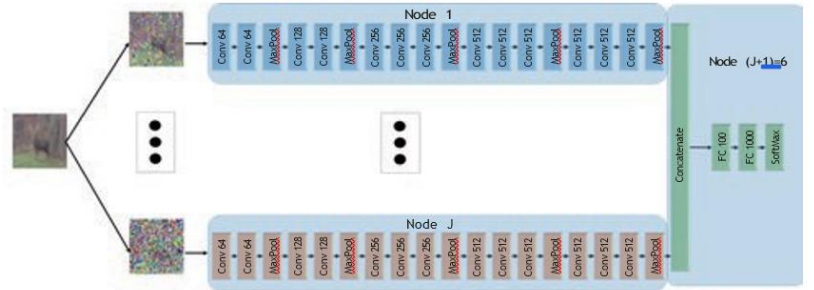 Node 1
Conv 64
Conv 64
MaxPool
Conv 128
Conv 128
MaxPool
Conv 256
Conv 256
Conv 256
MaxPool
Conv 512
Conv 512
Conv 512
MaxPool
Conv 512
Conv 512
Conv 512
MaxPool
Node (J+1)=6
Concatenate
FC 100
FC 1000
SoftMax
Node J
Conv 64
Conv 64
MaxPool
Conv 128
Conv 128
MaxPool
Conv 256
Conv 256
Conv 256
MaxPool
Conv 512
Conv 512
Conv 512
MaxPool
Conv 512
Conv 512
Conv 512
MaxPool